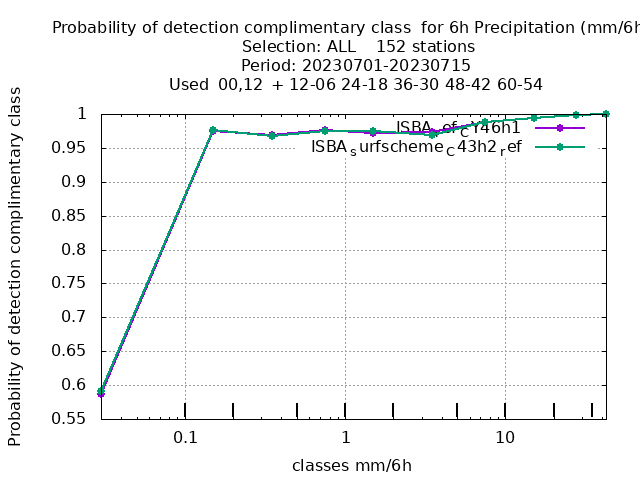 Probability of detection complimentary class  for 6h Precipitation (mm/6h
Selection: ALL    152 stations
Period: 20230701-20230715
Used  00,12  + 12-06 24-18 36-30 48-42 60-54
Probability of detection complimentary class
1
0.95
0.9
0.85
0.8
0.75
0.7
0.65
0.6
0.55
ISBA_surfscheme_C43h2_ref
0.1
1
10
classes mm/6h